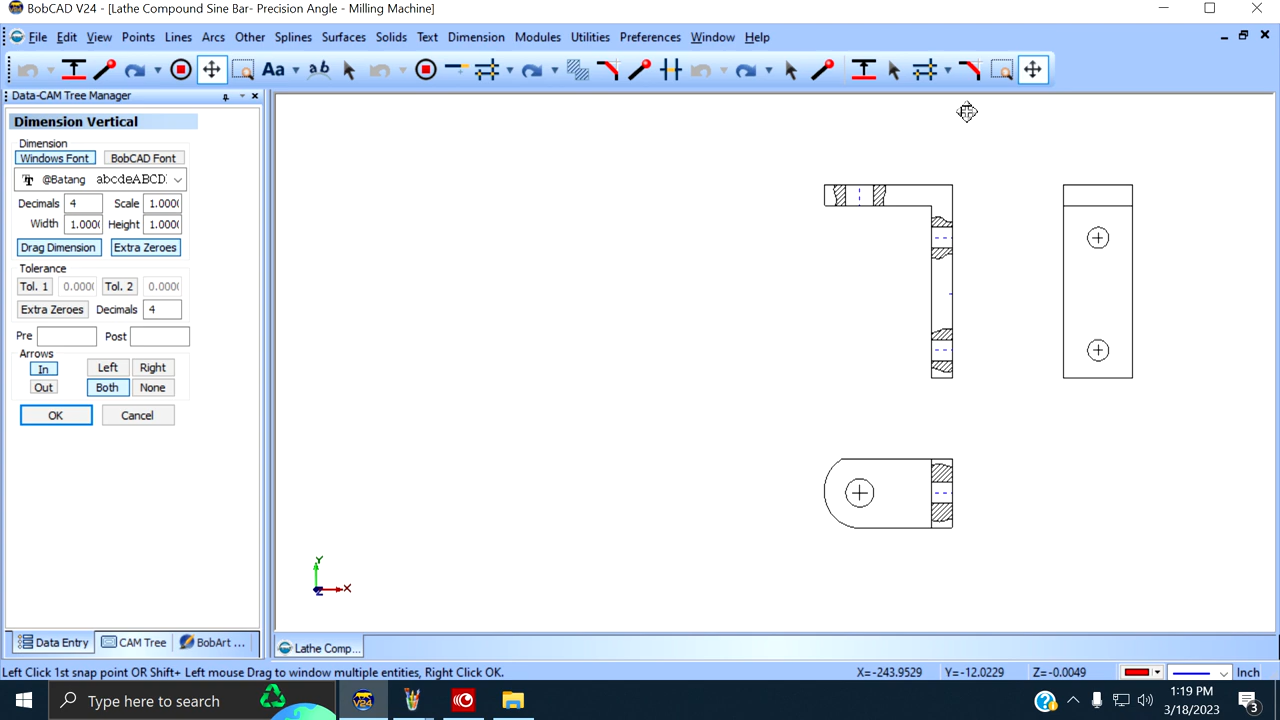 BobCAD V24 - [Lathe Compound Sine Bar- Precision Angle - Milling Machine]
File Edit View Points Lines Arcs Other Splines Surfaces Solids Text Dimension Modules Utilities Preferences Window Help
Aa ab
Data-CAM Tree Manager
Dimension Vertical
Dimension
Windows Font BobCAD Font
@Batang abcdeABCD
Decimals 4 Scale 1.000
Width 1.000 Height 1.000
Drag Dimension Extra Zeroes
Tolerance
Tol. 1 0.000 Tol. 2 0.000
Extra Zeroes Decimals 4
Pre Post
Arrows
In Left Right
Out Both None
OK Cancel
Y
X
Z
Data Entry CAM Tree BobArt ...
Lathe Comp...
Left Click 1st snap point OR Shift+ Left mouse Drag to window multiple entities, Right Click OK.
X=-243.9529 Y=-12.0229 Z=-0.0049 Inch
Type here to search
V24
1:19 PM
3/18/2023
3